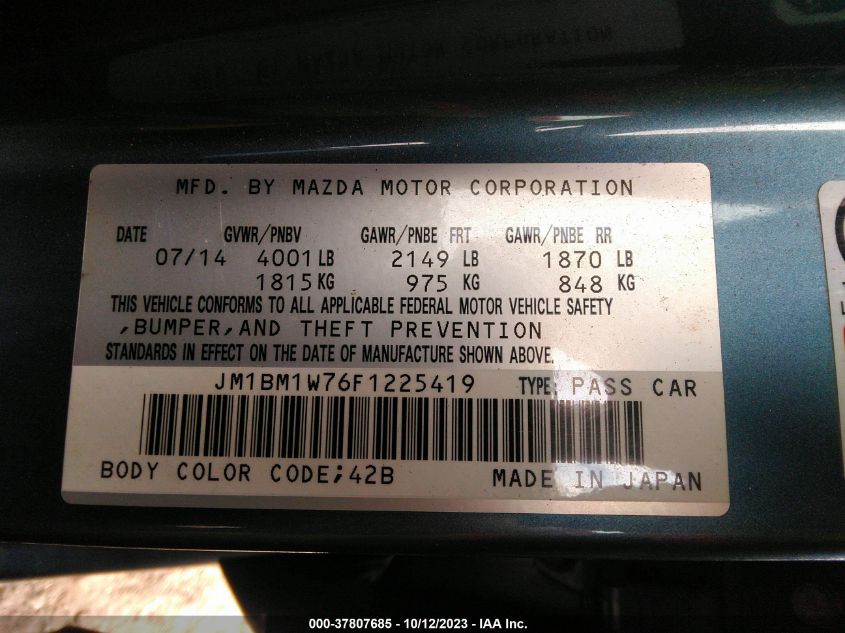 MFD. BY MAZDA MOTOR CORPORATION
DATE GVWR/PNBV GAWR/PNBE FRT GAWR/PNBE RR
07/14 4001 LB 2149 LB 1870 LB
1815 KG 975 KG 848 KG
THIS VEHICLE CONFORMS TO ALL APPLICABLE FEDERAL MOTOR VEHICLE SAFETY
,BUMPER,AND THEFT PREVENTION
STANDARDS IN EFFECT ON THE DATE OF MANUFACTURE SHOWN ABOVE.
JM1BM1W76F1225419 TYPE: PASS CAR
BODY COLOR CODE;42B MADE IN JAPAN
000-37807685 - 10/12/2023 - IAA Inc.